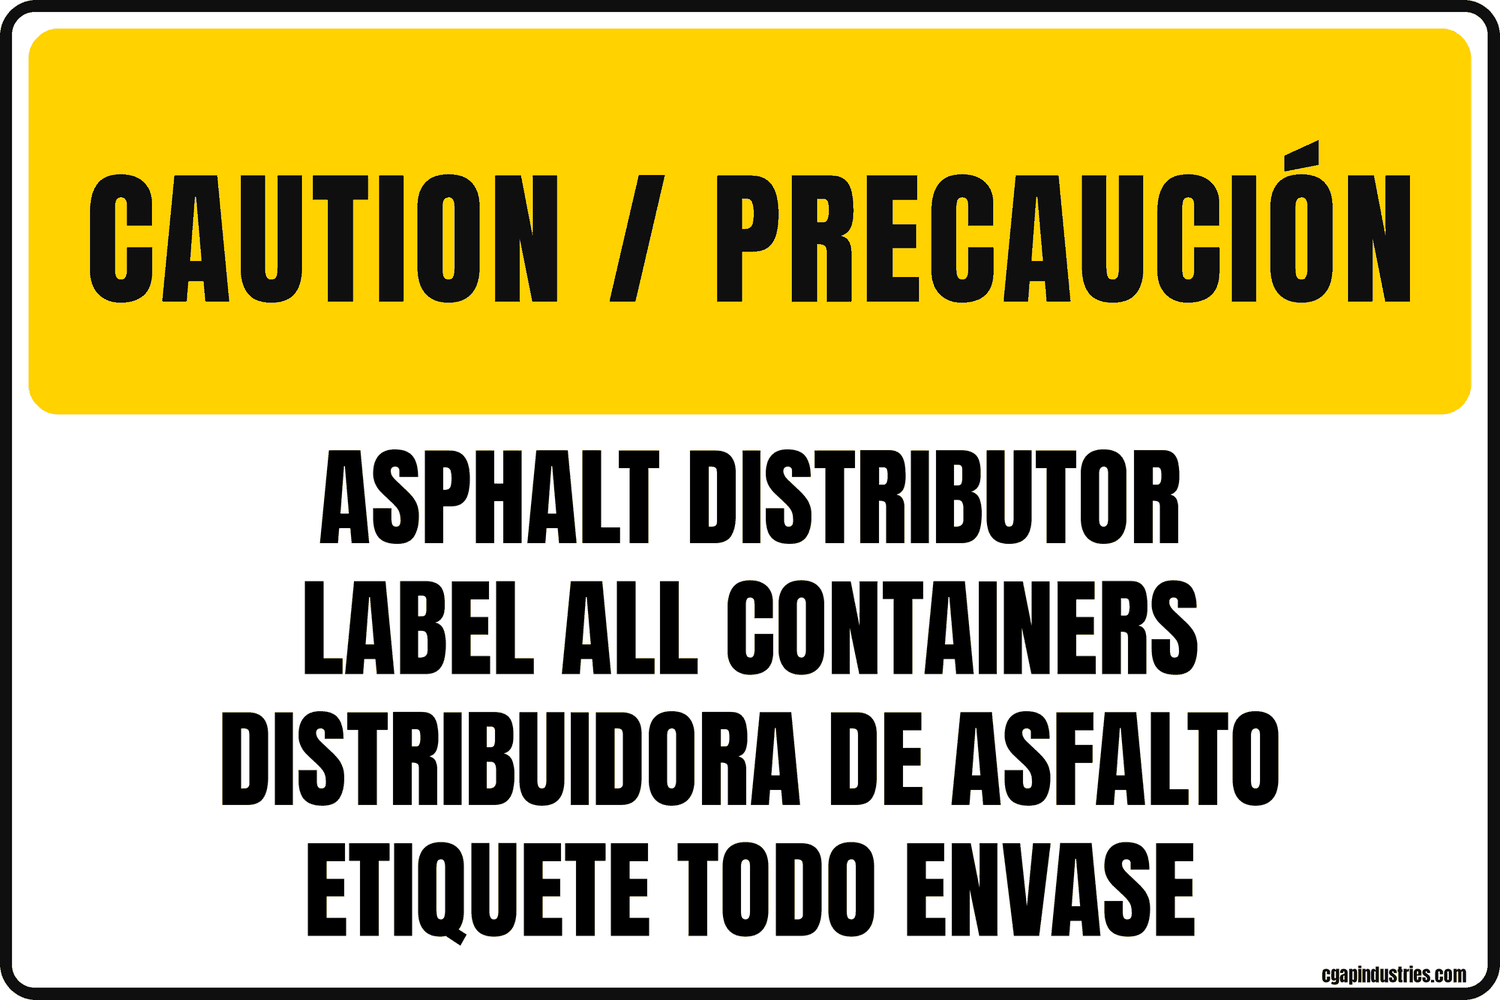 CAUTION / PRECAUCIÓN
ASPHALT DISTRIBUTOR
LABEL ALL CONTAINERS
DISTRIBUIDORA DE ASFALTO
ETIQUETE TODO ENVASE
cgapindustries.com